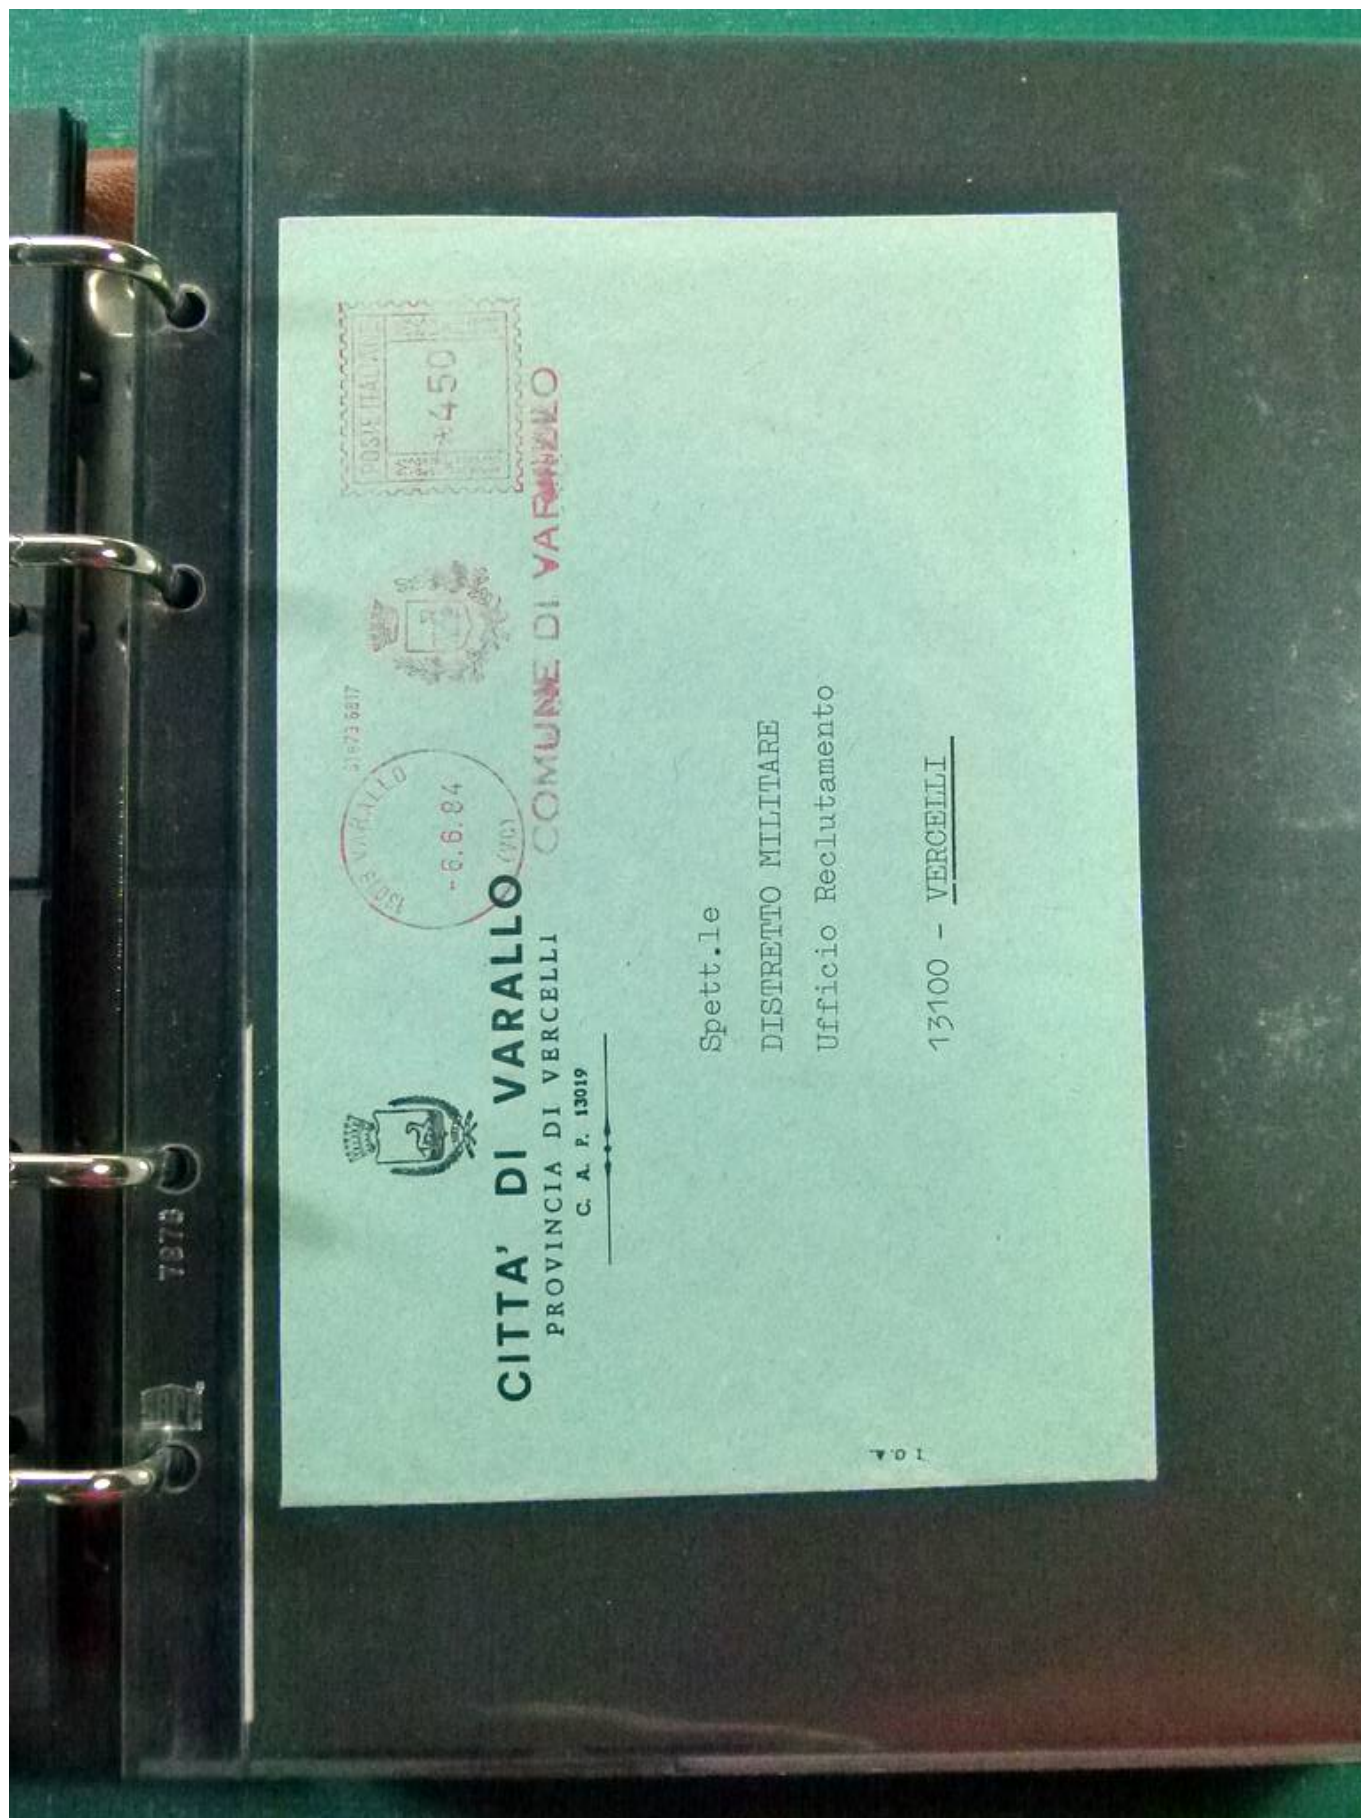 CITTA' DI VARALLO
PROVINCIA DI VERCELLI
C. A. P. 13019
13019 VARALLO
-6.6.84
(VC)
POSTE ITALIANE
*450
COMUNE DI VARALLO
Spett.le
DISTRETTO MILITARE
Ufficio Reclutamento
13100 - VERCELLI
I.G.A.
7873